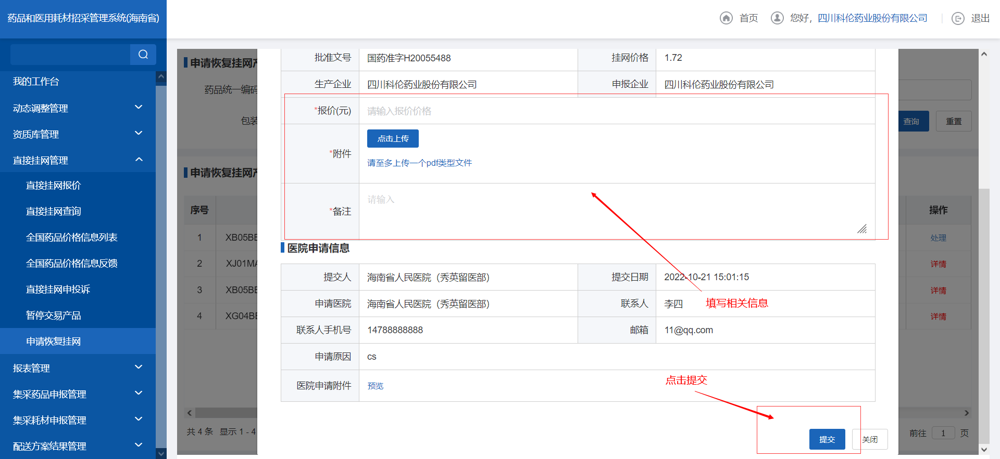 药品和医用耗材招采管理系统(海南省)
首页
您好，四川科伦药业股份有限公司
退出
我的工作台
动态调整管理
资质库管理
直接挂网管理
直接挂网报价
直接挂网查询
全国药品价格信息列表
全国药品价格信息反馈
直接挂网申投诉
暂停交易产品
申请恢复挂网
报表管理
集采药品申报管理
集采耗材申报管理
配送方案结果管理
申请恢复挂网
药品统一编码
包装
查询
重置
申请恢复挂网
序号
操作
1 XB05BE 处理
2 XJ01MA 详情
3 XB05BE 详情
4 XG04BE 详情
共 4 条 显示 1 - 4
前往 1 页
批准文号 国药准字H20055488 挂网价格 1.72
生产企业 四川科伦药业股份有限公司 申报企业 四川科伦药业股份有限公司
*报价(元) 请输入报价价格
*附件 点击上传
请至多上传一个pdf类型文件
*备注 请输入
医院申请信息
提交人 海南省人民医院（秀英留医部） 提交日期 2022-10-21 15:01:15
申请医院 海南省人民医院（秀英留医部） 联系人 李四
填写相关信息
联系人手机号 14788888888 邮箱 11@qq.com
申请原因 cs
医院申请附件 预览
点击提交
提交
关闭